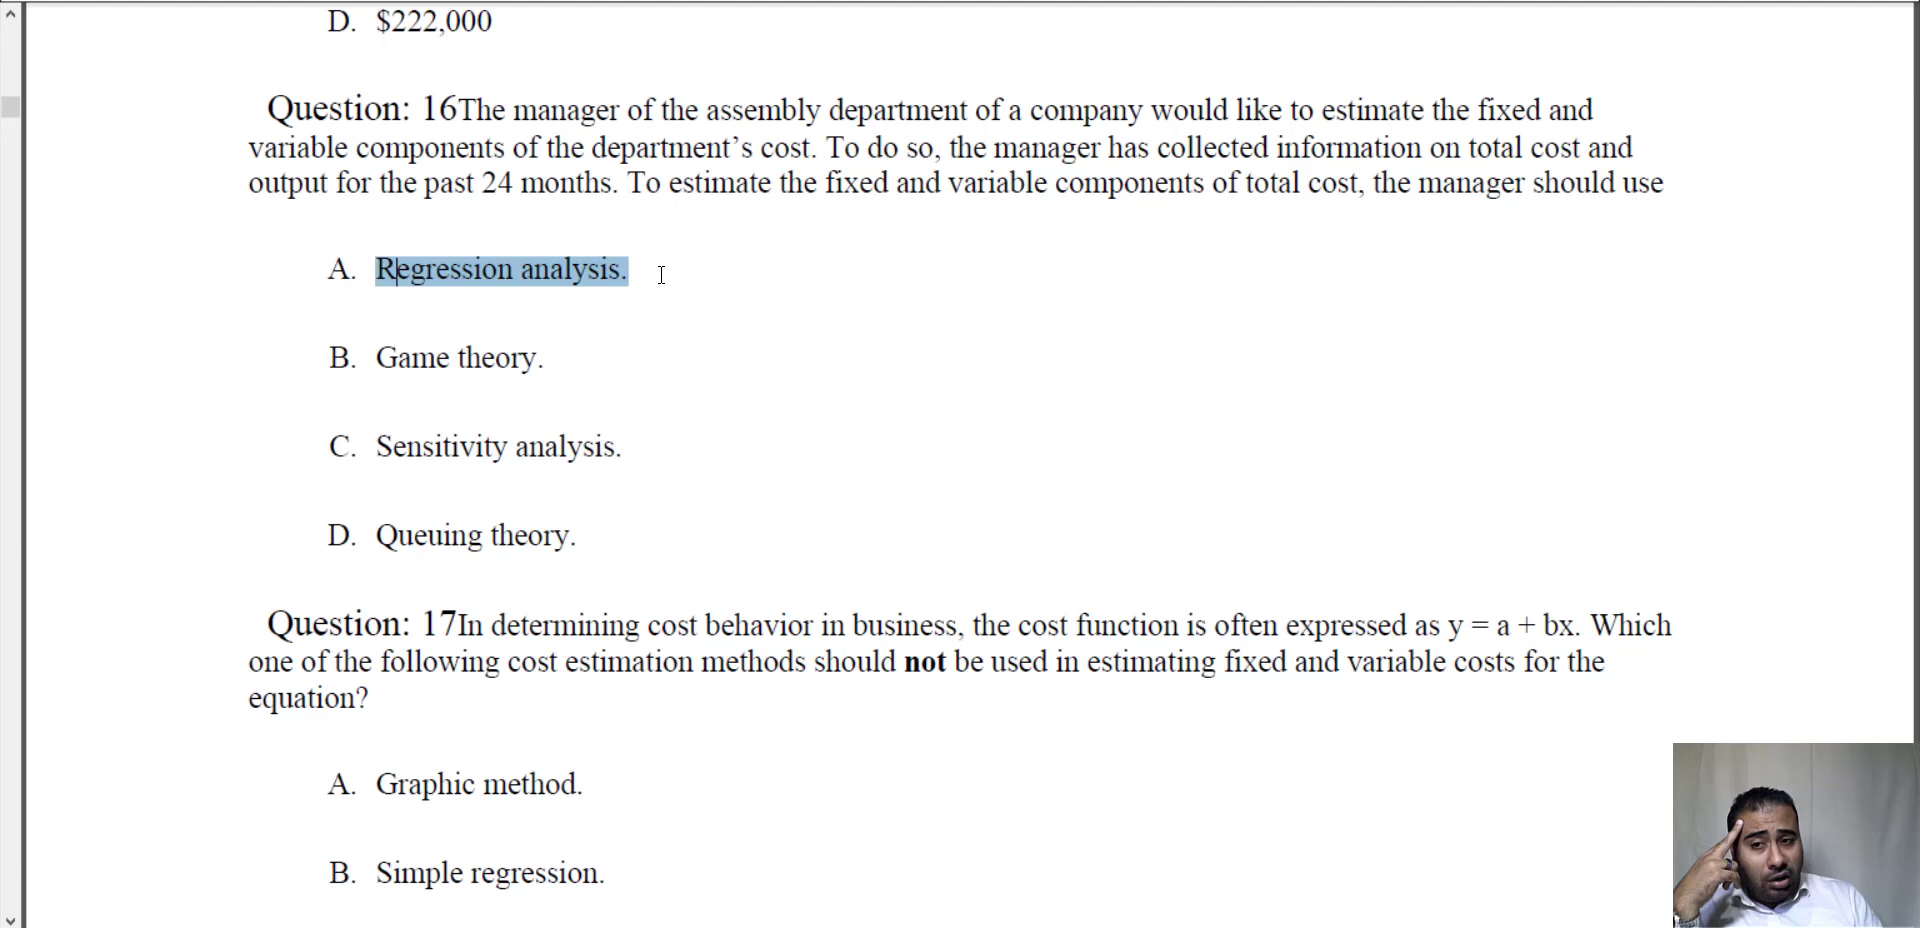 D. $222,000
Question: 16The manager of the assembly department of a company would like to estimate the fixed and
variable components of the department’s cost. To do so, the manager has collected information on total cost and
output for the past 24 months. To estimate the fixed and variable components of total cost, the manager should use
A. Regression analysis.
B. Game theory.
C. Sensitivity analysis.
D. Queuing theory.
Question: 17In determining cost behavior in business, the cost function is often expressed as y = a + bx. Which
one of the following cost estimation methods should not be used in estimating fixed and variable costs for the
equation?
A. Graphic method.
B. Simple regression.